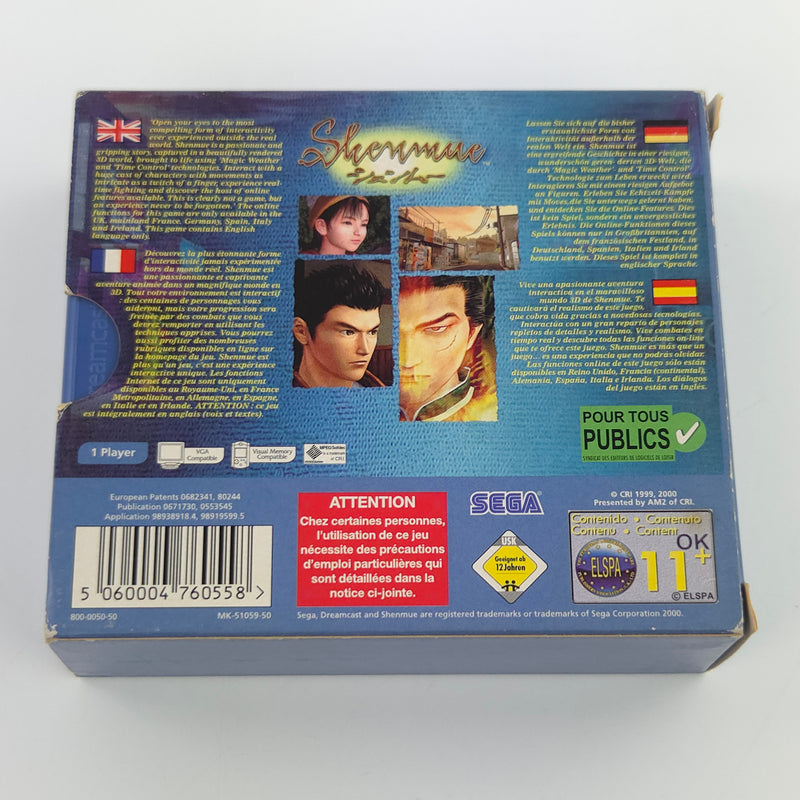 'Open your eyes to the most
compelling form of interactivity
ever experienced outside the real
world. Shenmue is a passionate and
gripping story, captured in a beautifully rendered
3D world, brought to life using 'Magic Weather'
and 'Time Control' technologies. Interact with a
huge cast of characters with movements as
intricate as a twitch of a finger, experience real
time fighting and discover the host of online
features available. This is clearly not a game, but
an experience never to be forgotten.' The online
functions for this game are only available in the
UK, mainland France, Germany, Spain, Italy
and Ireland. This game contains English
language only.
Découvrez la plus étonnante forme
d'interactivité jamais expérimentée
hors du monde réel. Shenmue est
une passionnante et captivante
aventure animée dans un magnifique monde en
3D. Tout votre environnement est interactif
: des centaines de personnages vous
aideront, mais votre progression sera
freinée par des combats que vous
devrez remporter en utilisant les
techniques apprises. Vous pourrez
aussi profiter des nombreuses
rubriques disponibles en ligne sur
la homepage du jeu. Shenmue est
plus qu'un jeu, c'est une expérience
interactive unique. Les fonctions
Internet de ce jeu sont uniquement
disponibles au Royaume-Uni, en France
Metropolitaine, en Allemagne, en Espagne,
en Italie et en Irlande. ATTENTION : ce jeu
est intégralement en anglais (voix et textes).
Shenmue
TM
Lassen Sie sich auf die bisher
erstaunlichste Form von
Interaktivität außerhalb der
realen Welt ein. Shenmue ist
eine ergreifende Geschichte in einer riesigen,
wunderschön geren- derten 3D-Welt, die
durch 'Magic Weather' - und 'Time Control'
Technologie zum Leben erweckt wird.
Interagieren Sie mit einem riesigen Aufgebot
an Figuren. Bestreiten Sie Echtzeit-Kämpfe
mit Moves, die Sie unterwegs gelernt haben,
und entdecken Sie die Online-Features. Dies
ist kein Spiel, sondern ein unvergessliches
Erlebnis. Die Online-Funktionen dieses
Spiels können nur in Großbritannien, auf
dem französischen Festland, in
Deutschland, Spanien, Italien und Irland
benutzt werden. Dieses Spiel ist komplett in
englischer Sprache.
Vive una apasionante aventura
interactiva en el maravilloso
mundo 3D de Shenmue. Te
cautivará el realismo de este juego,
que cobra vida gracias a novedosas tecnologías.
Interactúa con un gran reparto de personajes
repletos de detalles y realismo. Vive combates en
tiempo real y descubre todas las funciones on-line
que te ofrece este juego. Shenmue es más que un
juego... es una experiencia que no podrás olvidar.
Las funciones online de este juego sólo están
disponibles en Reino Unido, Francia (continental),
Alemania, España, Italia e Irlanda. Los diálogos
del juego están en inglés.
POUR TOUS
PUBLICS
SYNDICAT DES EDITEURS DE LOGICIELS DE LOISIR
1 Player
VGA
Compatible
Visual Memory
Compatible
MPEG Sofdec
is a trademark
of CRI.
European Patents 0682341, 80244
Publication 0671730, 0553545
Application 98938918.4, 98919599.5
5 060004 760558 >
800-0050-50
MK-51059-50
ATTENTION
Chez certaines personnes,
l'utilisation de ce jeu
nécessite des précautions
d'emploi particulières qui
sont détaillées dans la
notice ci-jointe.
SEGA
© CRI 1999, 2000
Presented by AM2 of CRI.
USK
Geeignet ab
12 Jahren
Contenido • Contenuto
Contenu • Content
OK
ELSPA
11+
© ELSPA
Sega, Dreamcast and Shenmue are registered trademarks or trademarks of Sega Corporation 2000.